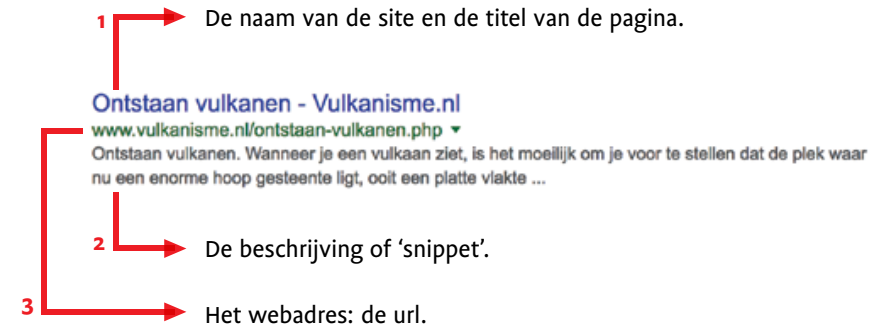 1 De naam van de site en de titel van de pagina.
Ontstaan vulkanen - Vulkanisme.nl
www.vulkanisme.nl/ontstaan-vulkanen.php
Ontstaan vulkanen. Wanneer je een vulkaan ziet, is het moeilijk om je voor te stellen dat de plek waar
nu een enorme hoop gesteente ligt, ooit een platte vlakte ...
2 De beschrijving of ‘snippet’.
3 Het webadres: de url.